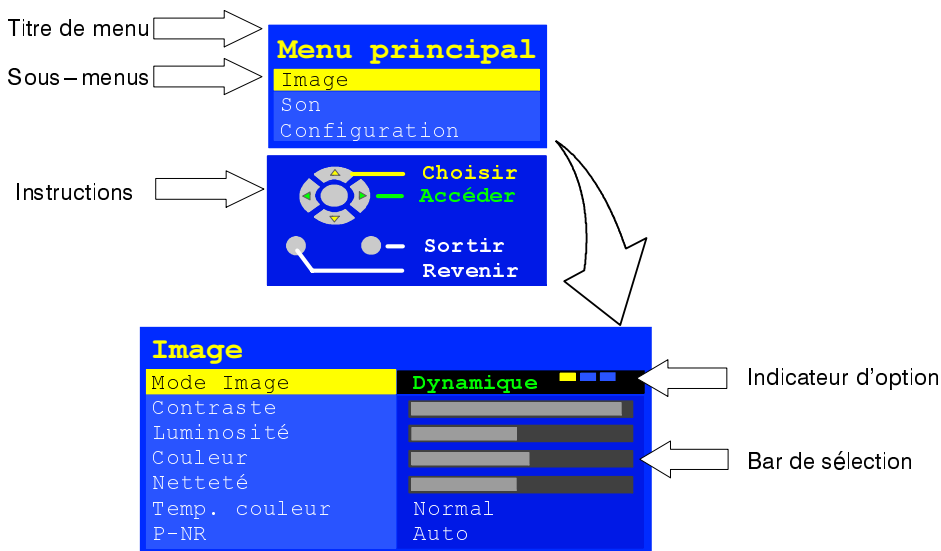 Titre de menu
Menu principal
Sous-menus
Image
Son
Configuration
Instructions
Choisir
Accéder
Sortir
Revenir
Image
Mode Image Dynamique
Indicateur d'option
Contraste
Luminosité
Couleur
Bar de sélection
Netteté
Temp. couleur Normal
P-NR Auto